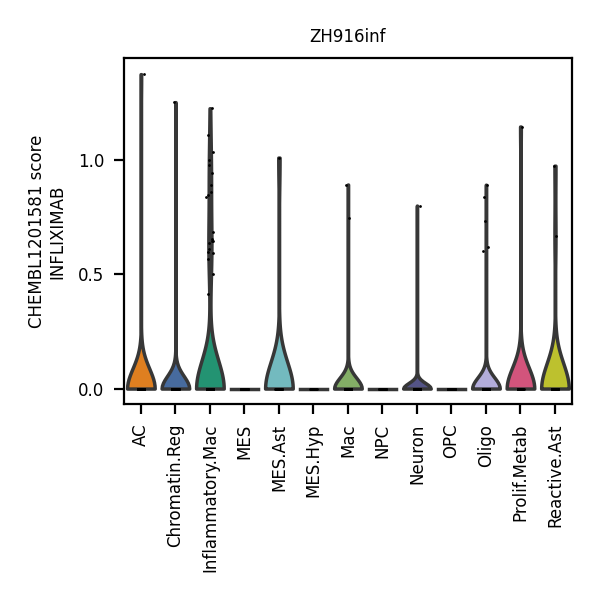 ZH916inf
CHEMBL1201581 score
INFLIXIMAB
1.0
0.5
0.0
AC
Chromatin.Reg
Inflammatory.Mac
MES
MES.Ast
MES.Hyp
Mac
NPC
Neuron
OPC
Oligo
Prolif.Metab
Reactive.Ast